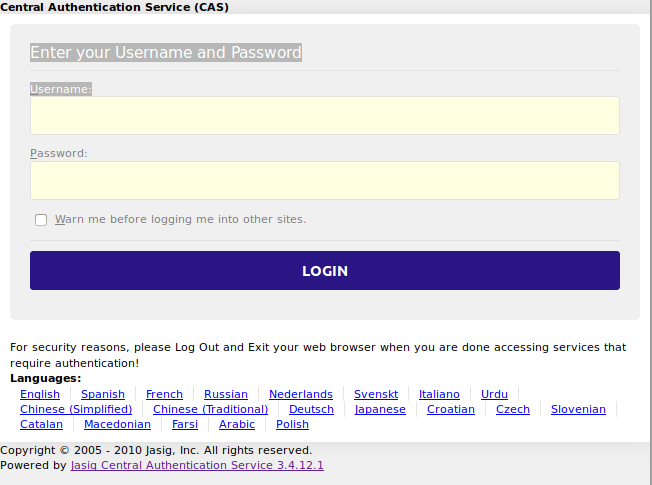 Central Authentication Service (CAS)
Enter your Username and Password
Username:
Password:
Warn me before logging me into other sites.
LOGIN
For security reasons, please Log Out and Exit your web browser when you are done accessing services that
require authentication!
Languages:
English Spanish French Russian Nederlands Svenskt Italiano Urdu
Chinese (Simplified) Chinese (Traditional) Deutsch Japanese Croatian Czech Slovenian
Catalan Macedonian Farsi Arabic Polish
Copyright © 2005 - 2010 Jasig, Inc. All rights reserved.
Powered by Jasig Central Authentication Service 3.4.12.1